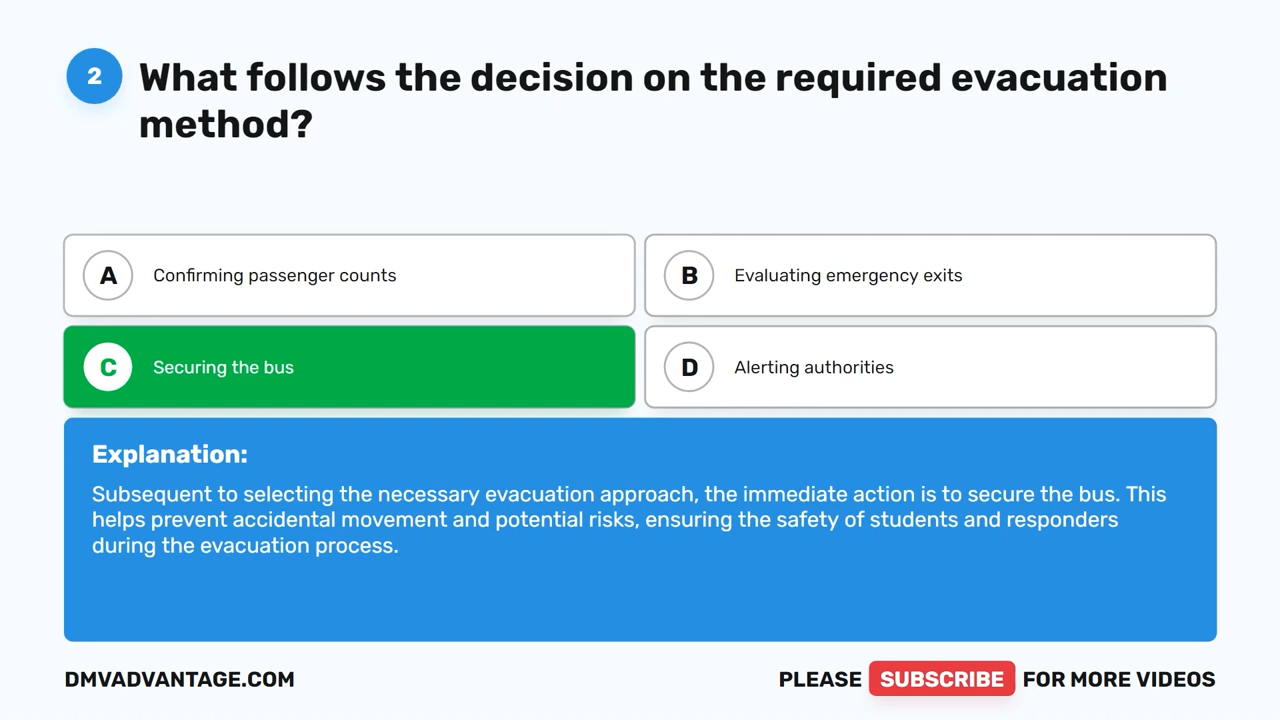 2
What follows the decision on the required evacuation
method?
A Confirming passenger counts
B Evaluating emergency exits
C Securing the bus
D Alerting authorities
Explanation:
Subsequent to selecting the necessary evacuation approach, the immediate action is to secure the bus. This
helps prevent accidental movement and potential risks, ensuring the safety of students and responders
during the evacuation process.
DMVADVANTAGE.COM
PLEASE SUBSCRIBE FOR MORE VIDEOS